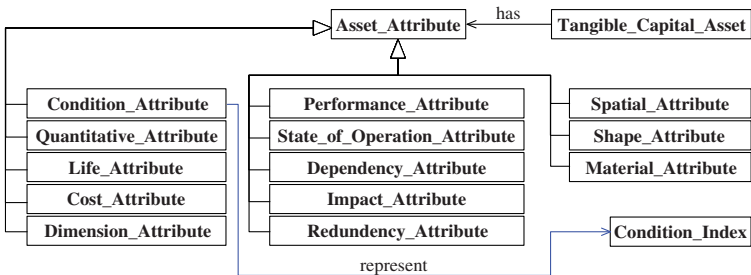 has
Asset_Attribute
Tangible_Capital_Asset
Condition_Attribute
Performance_Attribute
Spatial_Attribute
Quantitative_Attribute
State_of_Operation_Attribute
Shape_Attribute
Life_Attribute
Dependency_Attribute
Material_Attribute
Cost_Attribute
Impact_Attribute
Dimension_Attribute
Redundency_Attribute
Condition_Index
represent